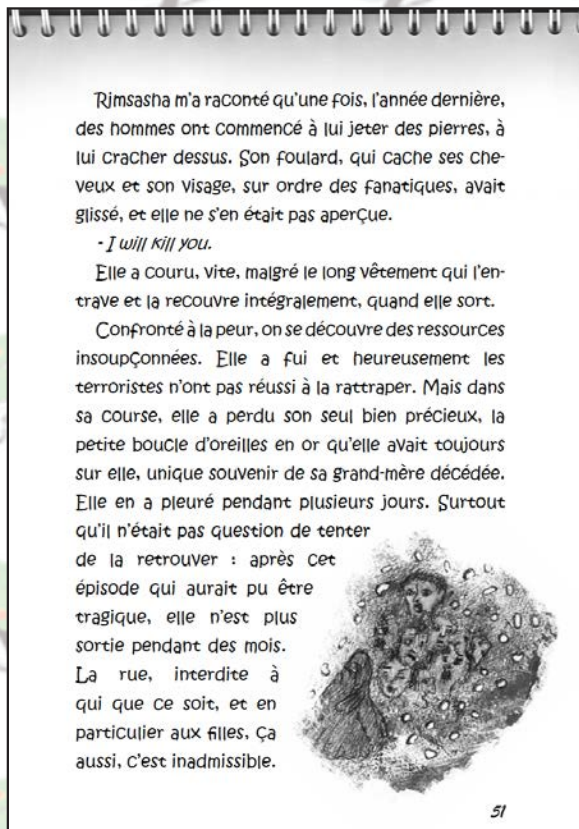 Rimsasha m'a raconté qu'une fois, l'année dernière,
des hommes ont commencé à lui jeter des pierres, à
lui cracher dessus. Son foulard, qui cache ses che-
veux et son visage, sur ordre des fanatiques, avait
glissé, et elle ne s'en était pas aperçue.
- I will kill you.
Elle a couru, vite, malgré le long vêtement qui l'en-
trave et la recouvre intégralement, quand elle sort.
Confronté à la peur, on se découvre des ressources
insoupçonnées. Elle a fui et heureusement les
terroristes n'ont pas réussi à la rattraper. Mais dans
sa course, elle a perdu son seul bien précieux, la
petite boucle d'oreilles en or qu'elle avait toujours
sur elle, unique souvenir de sa grand-mère décédée.
Elle en a pleuré pendant plusieurs jours. Surtout
qu'il n'était pas question de tenter
de la retrouver : après cet
épisode qui aurait pu être
tragique, elle n'est plus
sortie pendant des mois.
La rue, interdite à
qui que ce soit, et en
particulier aux filles, ça
aussi, c'est inadmissible.
51